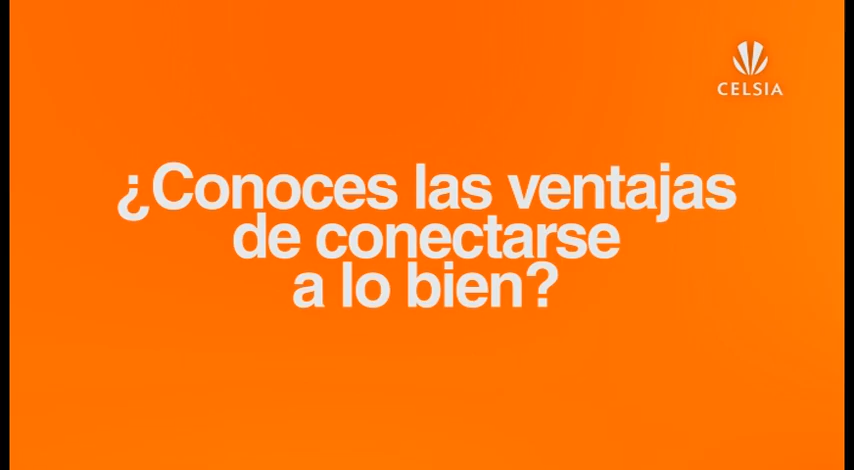 CELSIA
¿Conoces las ventajas
de conectarse
a lo bien?